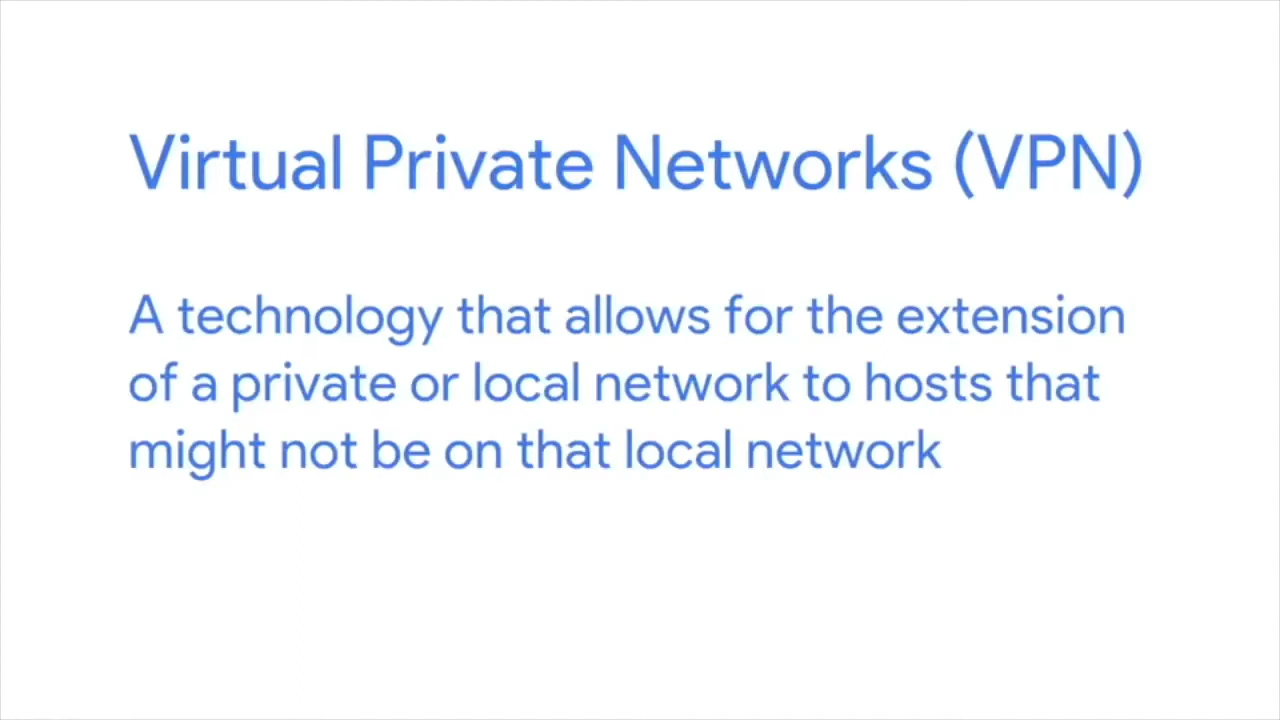 Virtual Private Networks (VPN)
A technology that allows for the extension
of a private or local network to hosts that
might not be on that local network